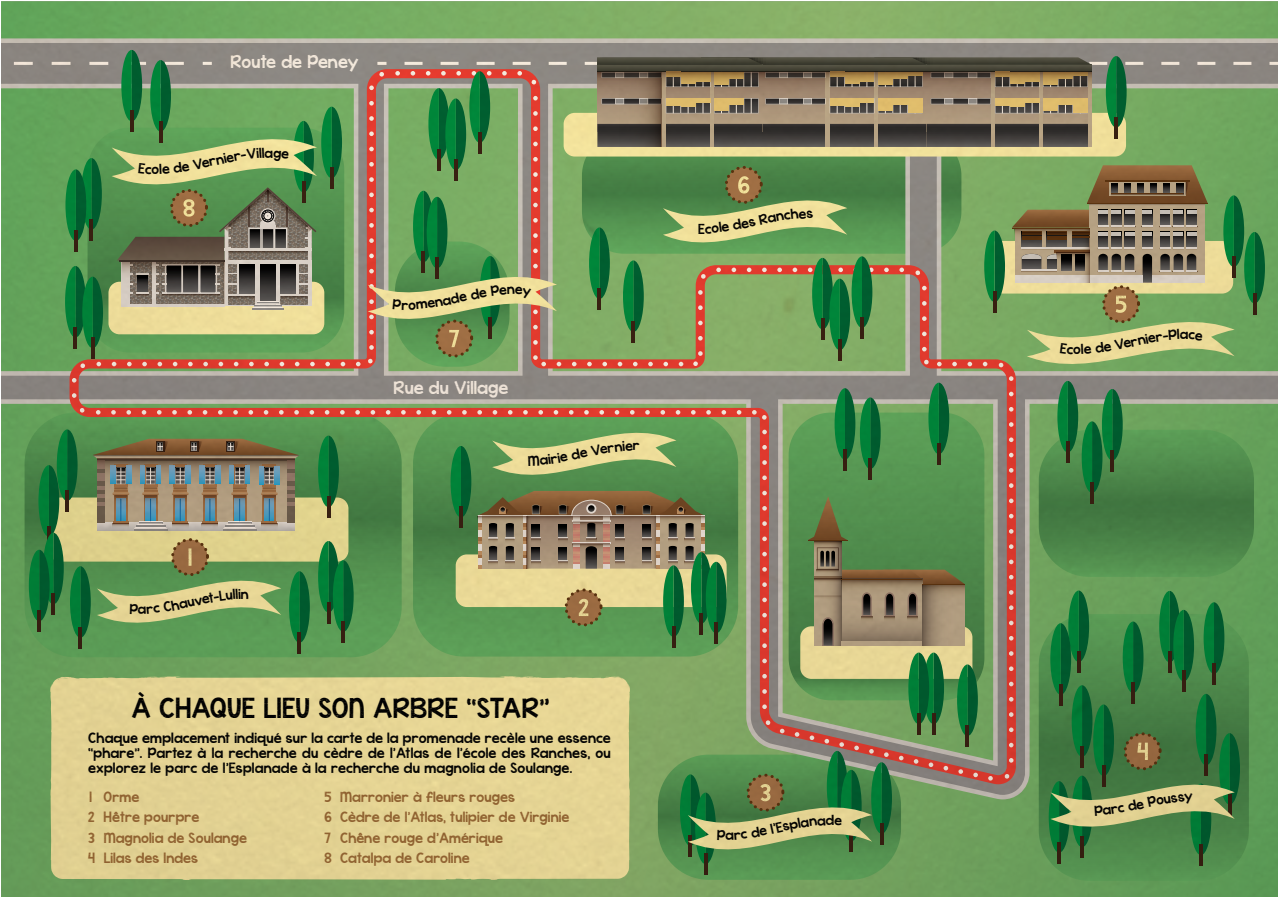 Route de Peney
Ecole de Vernier-Village
8
6
Ecole des Ranches
5
Ecole de Vernier-Place
Promenade de Peney
7
Rue du Village
Mairie de Vernier
2
1
Parc Chauvet-Lullin
4
Parc de Poussy
3
Parc de l'Esplanade
À CHAQUE LIEU SON ARBRE "STAR"
Chaque emplacement indiqué sur la carte de la promenade recèle une essence
"phare". Partez à la recherche du cèdre de l'Atlas de l'école des Ranches, ou
explorez le parc de l'Esplanade à la recherche du magnolia de Soulange.
1 Orme
2 Hêtre pourpre
3 Magnolia de Soulange
4 Lilas des Indes
5 Marronier à fleurs rouges
6 Cèdre de l'Atlas, tulipier de Virginie
7 Chêne rouge d'Amérique
8 Catalpa de Caroline